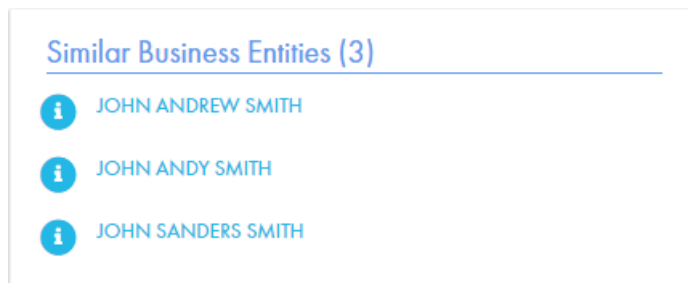 Similar Business Entities (3)
JOHN ANDREW SMITH
JOHN ANDY SMITH
JOHN SANDERS SMITH